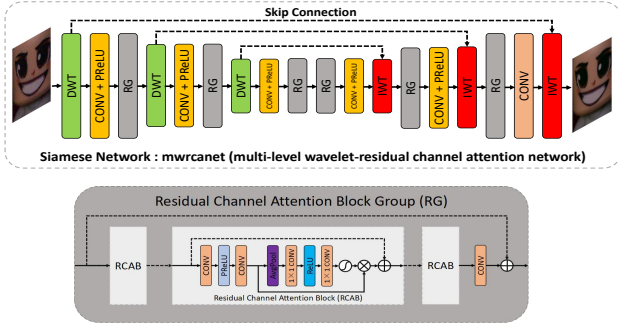 Skip Connection
DWT
CONV + PReLU
RG
DWT
CONV + PReLU
RG
DWT
CONV + PReLU
RG
RG
CONV + PReLU
IWT
RG
CONV + PReLU
IWT
RG
CONV
IWT
Siamese Network : mwrcanet (multi-level wavelet-residual channel attention network)
Residual Channel Attention Block Group (RG)
RCAB
CONV
PReLU
CONV
AvgPool
1×1 CONV
ReLU
1×1 CONV
Residual Channel Attention Block (RCAB)
RCAB
CONV